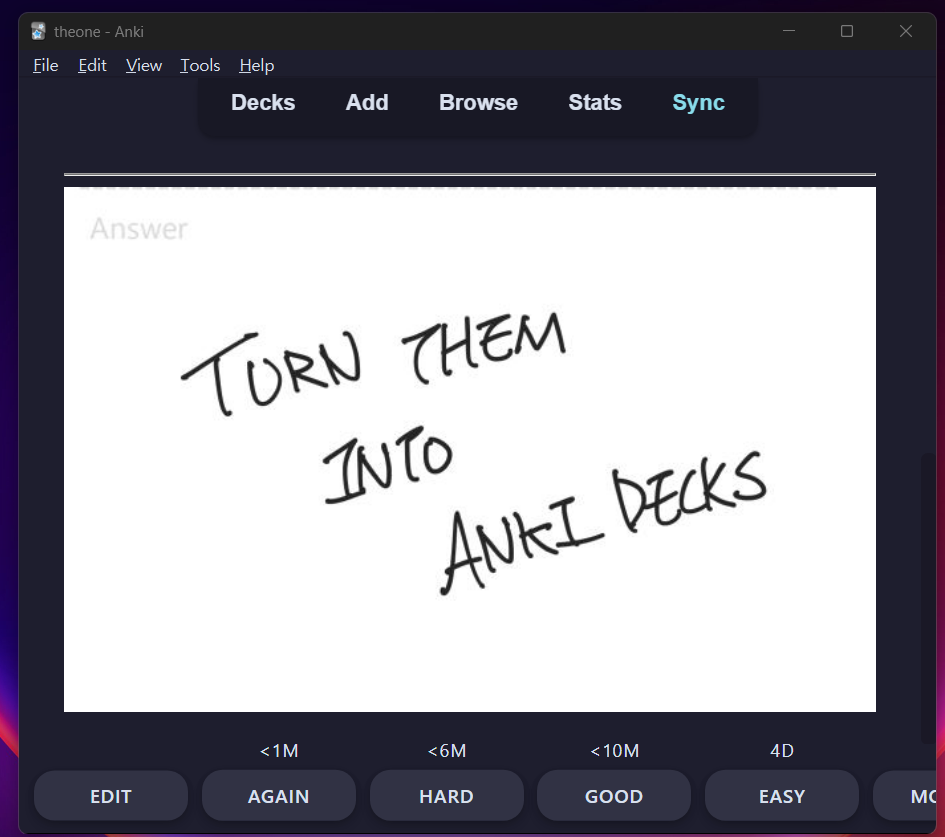 theone - Anki
File Edit View Tools Help
Decks Add Browse Stats Sync
Answer
TURN THEM
INTO
ANKI DECKS
<1M <6M <10M 4D
EDIT AGAIN HARD GOOD EASY